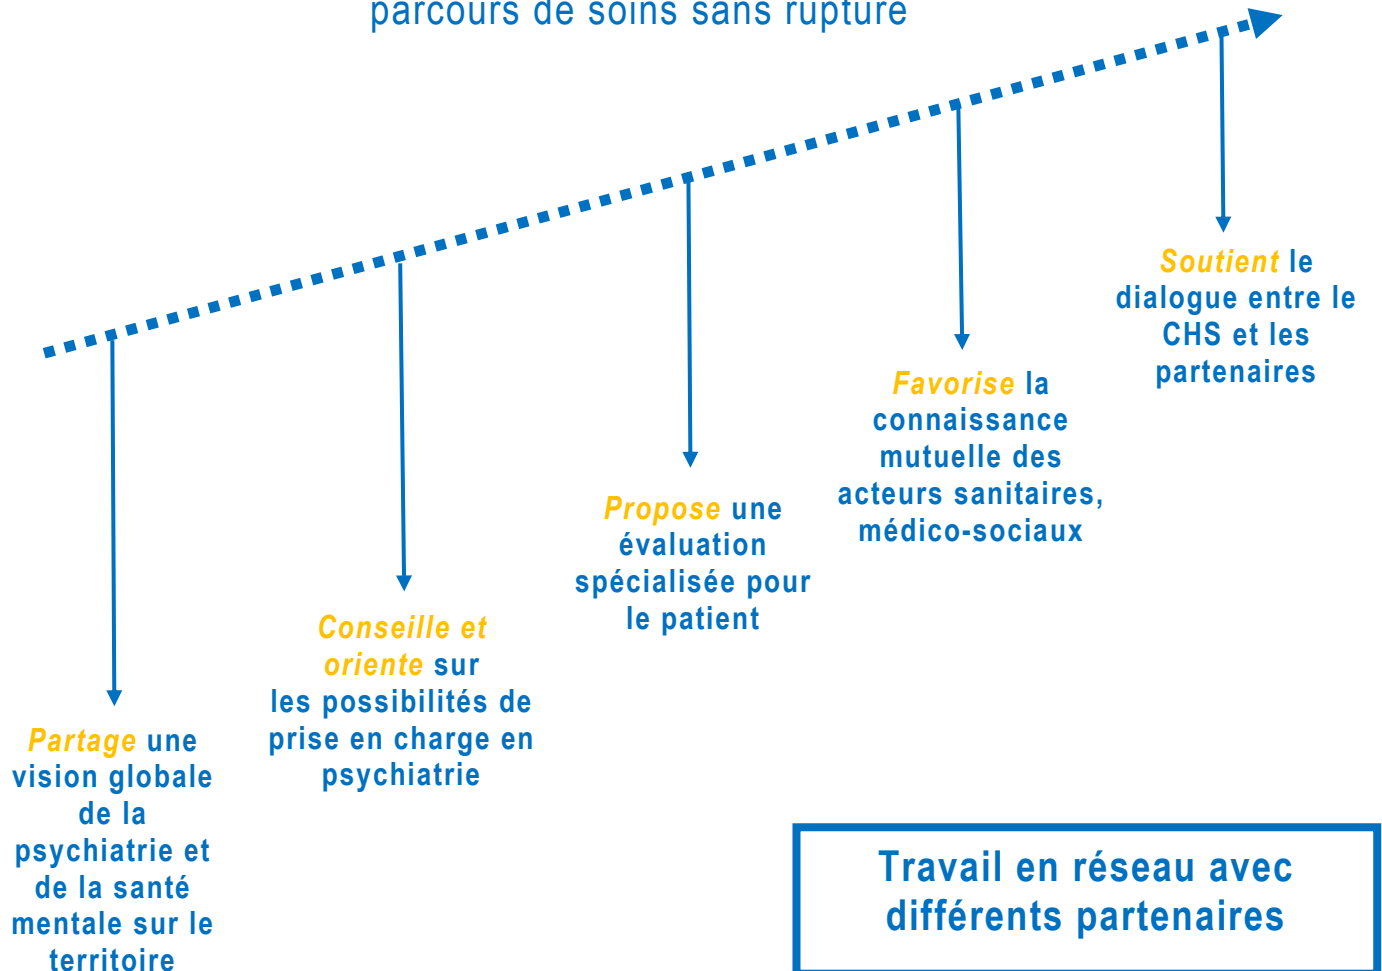 parcours de soins sans rupture
Partage une
vision globale
de la
psychiatrie et
de la santé
mentale sur le
territoire
Conseille et
oriente sur
les possibilités de
prise en charge en
psychiatrie
Propose une
évaluation
spécialisée pour
le patient
Favorise la
connaissance
mutuelle des
acteurs sanitaires,
médico-sociaux
Soutient le
dialogue entre le
CHS et les
partenaires
Travail en réseau avec
différents partenaires